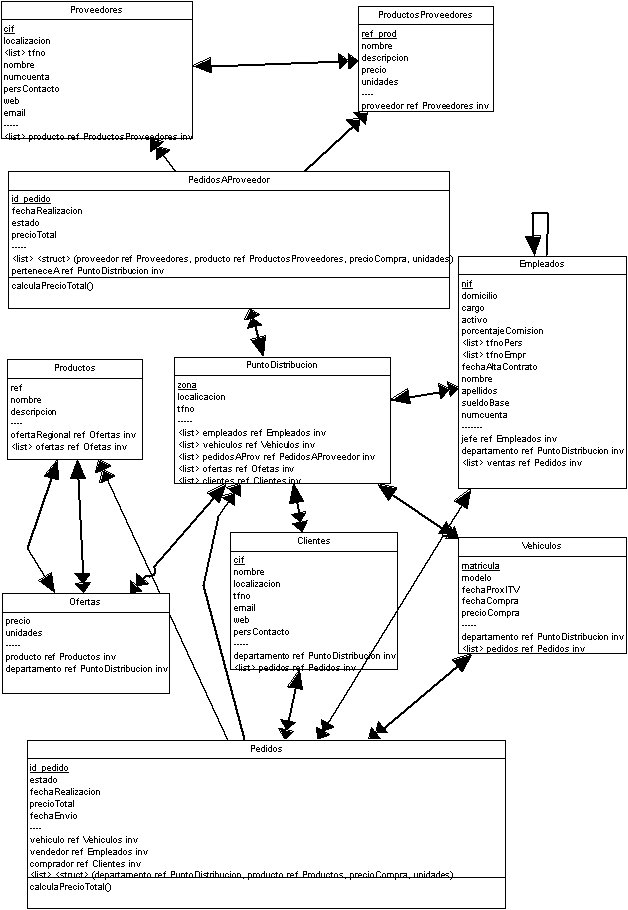 Proveedores
cif
localizacion
<list> tfno
nombre
numcuenta
persContacto
web
email
-----
<list> producto ref ProductosProveedores inv
ProductosProveedores
ref_prod
nombre
descripcion
precio
unidades
----
proveedor ref Proveedores inv
PedidosAProveedor
id_pedido
fechaRealizacion
estado
precioTotal
-----
<list> <struct> (proveedor ref Proveedores, producto ref ProductosProveedores, precioCompra, unidades)
perteneceA ref PuntoDistribucion inv
calculaPrecioTotal()
Empleados
nif
domicilio
cargo
activo
porcentajeComision
<list> tfnoPers
<list> tfnoEmpr
fechaAltaContrato
nombre
apellidos
sueldoBase
numcuenta
-------
jefe ref Empleados inv
departamento ref PuntoDistribucion inv
<list> ventas ref Pedidos inv
Productos
ref
nombre
descripcion
----
ofertaRegional ref Ofertas inv
<list> ofertas ref Ofetas inv
PuntoDistribucion
zona
localicacion
tfno
-----
<list> empleados ref Empleados inv
<list> vehiculos ref Vehiculos inv
<list> pedidosAProv ref PedidosAProveedor inv
<list> ofertas ref Ofetas inv
<list> clientes ref Clientes inv
Clientes
cif
nombre
localizacion
tfno
email
web
persContacto
-----
departamento ref PuntoDistribucion inv
<list> pedidos ref Pedidos inv
Vehiculos
matricula
modelo
fechaProxITV
fechaCompra
precioCompra
-----
departamento ref PuntoDistribucion inv
<list> pedidos ref Pedidos inv
Ofertas
precio
unidades
-----
producto ref Productos inv
departamento ref PuntoDistribucion inv
Pedidos
id_pedido
estado
fechaRealizacion
precioTotal
fechaEnvio
----
vehiculo ref Vehiculos inv
vendedor ref Empleados inv
comprador ref Clientes inv
<list> <struct> (departamento ref PuntoDistribucion, producto ref Productos, precioCompra, unidades)
calculaPrecioTotal()